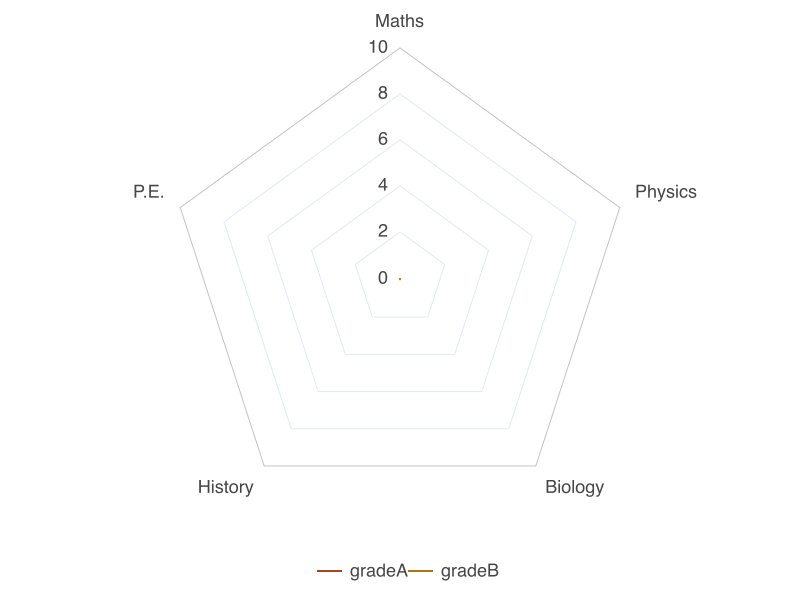 Maths
10
8
P.E.
6
4
Physics
2
0
History
Biology
gradeA
gradeB